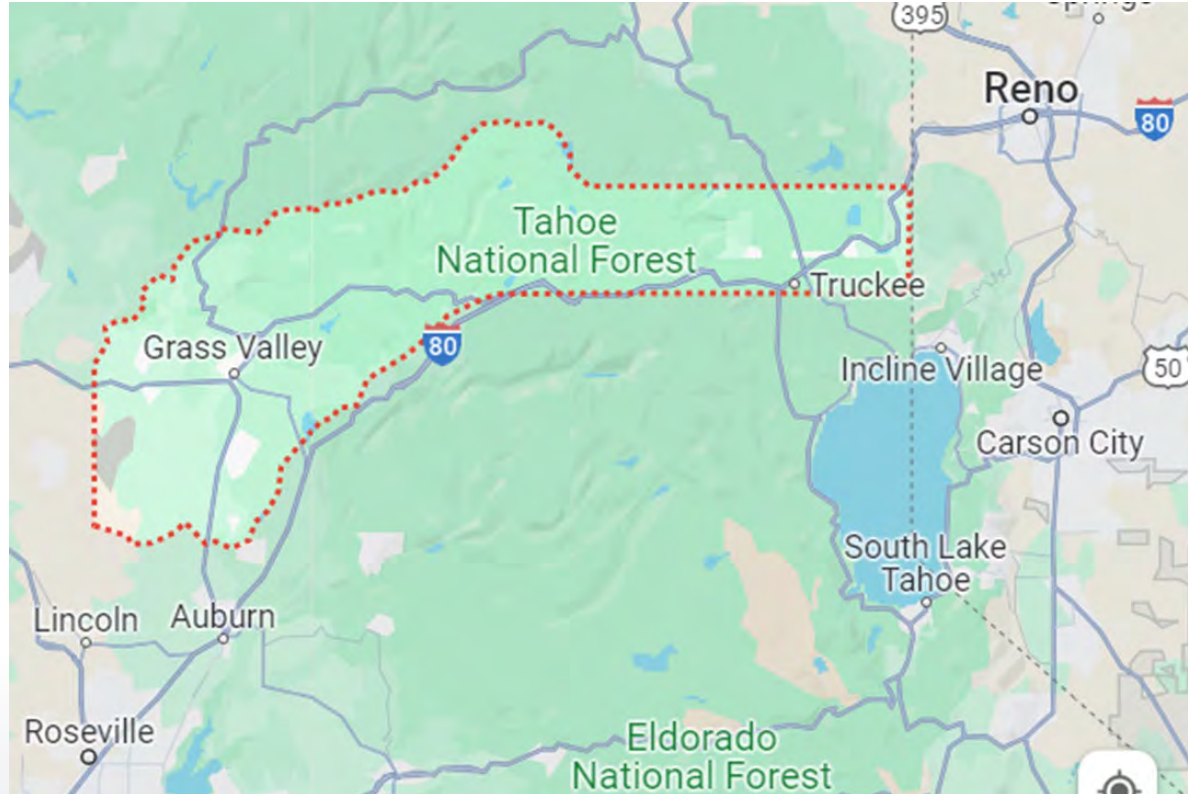 395
Springs
Reno
80
Tahoe
National Forest
Truckee
Grass Valley
80
Incline Village
50
Carson City
South Lake
Tahoe
Lincoln
Auburn
Roseville
Eldorado
National Forest